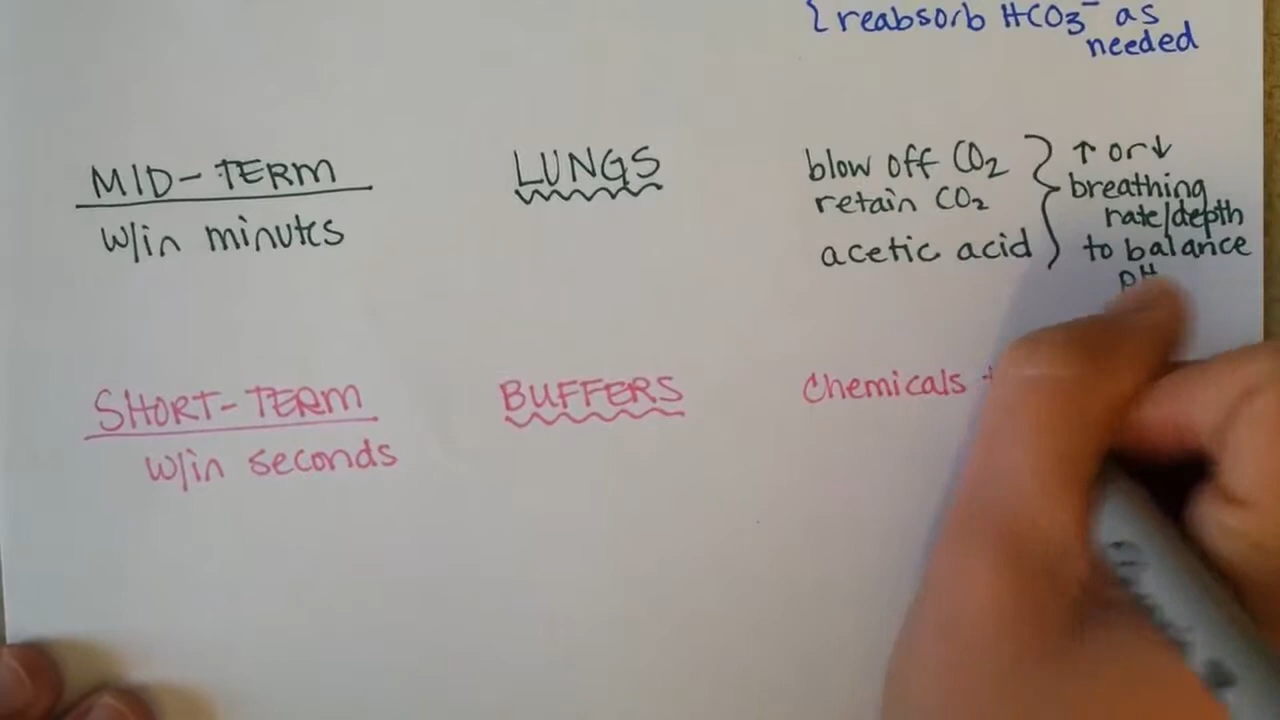 {reabsorb HCO3⁻ as
needed
MID-TERM
w/in minutes
LUNGS
blow off CO2
retain CO2
acetic acid
↑ or ↓
breathing
rate/depth
to balance
pH
SHORT-TERM
w/in seconds
BUFFERS
Chemicals